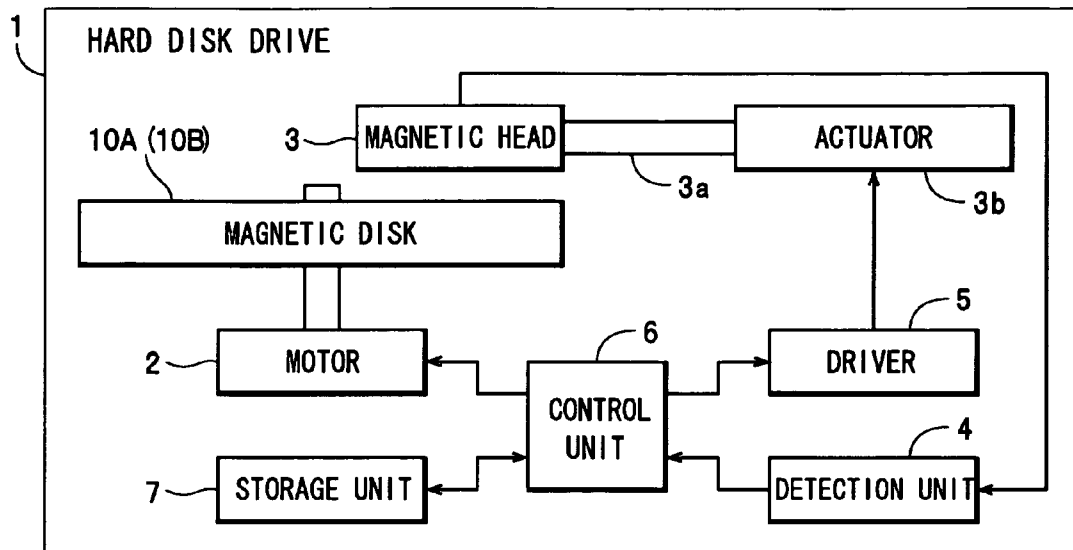 1
HARD DISK DRIVE
10A (10B)
3
MAGNETIC HEAD
ACTUATOR
3a
3b
MAGNETIC DISK
2
MOTOR
6
5
DRIVER
CONTROL
UNIT
4
7
STORAGE UNIT
DETECTION UNIT